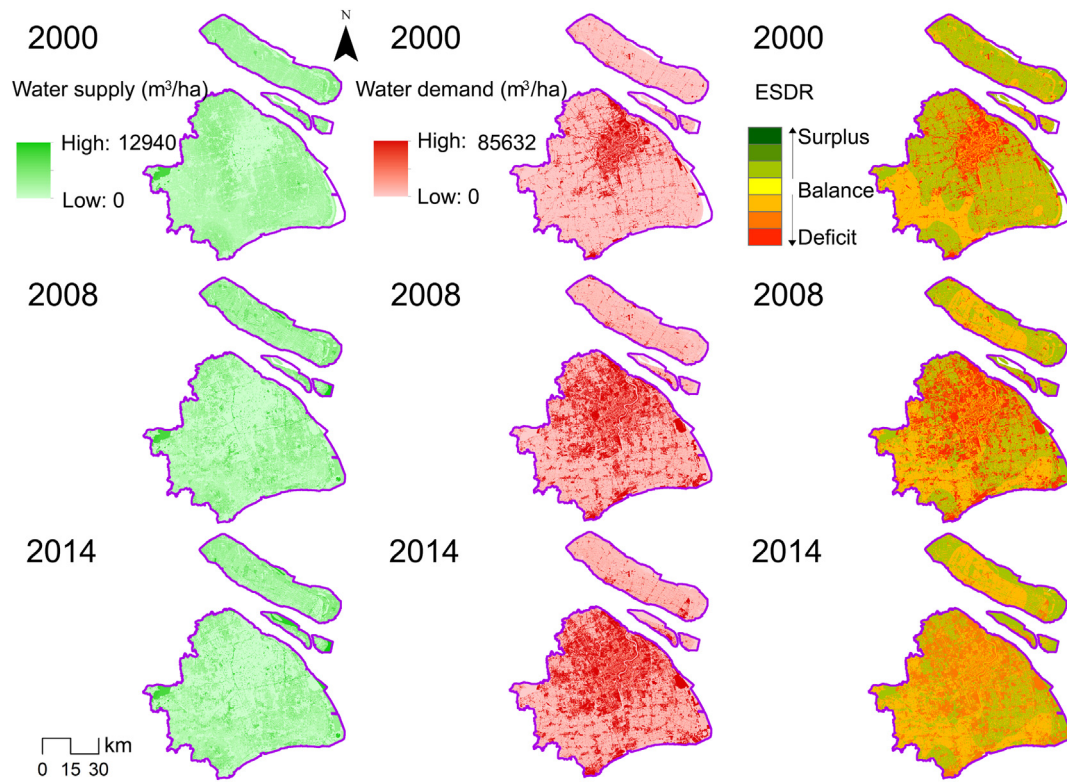 2000
N
Water supply (m³/ha)
High: 12940
Low: 0
2000
Water demand (m³/ha)
High: 85632
Low: 0
2000
ESDR
Surplus
Balance
Deficit
2008
2008
2008
2014
2014
2014
km
0 15 30